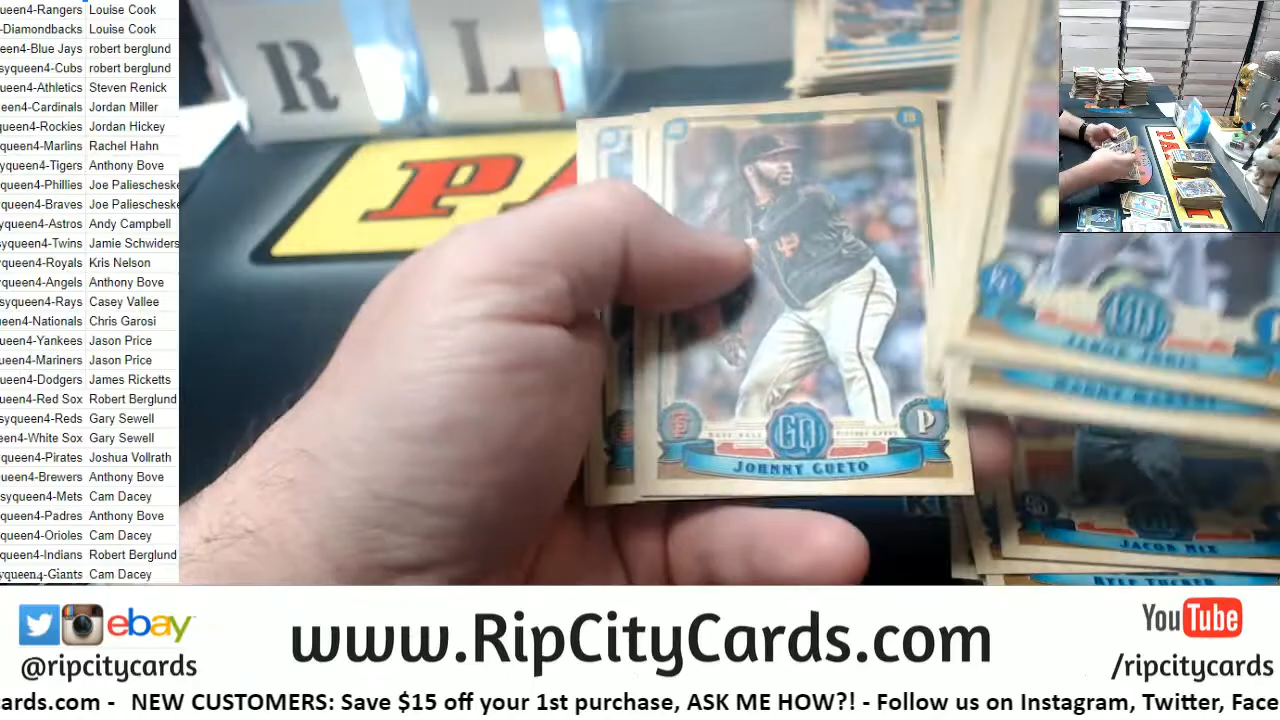 ueen4-Rangers Louise Cook
-Diamondbacks Louise Cook
een4-Blue Jays robert berglund
syqueen4-Cubs robert berglund
ueen4-Athletics Steven Renick
een4-Cardinals Jordan Miller
queen4-Rockies Jordan Hickey
queen4-Marlins Rachel Hahn
yqueen4-Tigers Anthony Bove
queen4-Phillies Joe Paliescheske
queen4-Braves Joe Paliescheske
yqueen4-Astros Andy Campbell
syqueen4-Twins Jamie Schwiders
queen4-Royals Kris Nelson
queen4-Angels Anthony Bove
syqueen4-Rays Casey Vallee
ueen4-Nationals Chris Garosi
ueen4-Yankees Jason Price
ueen4-Mariners Jason Price
ueen4-Dodgers James Ricketts
ueen4-Red Sox Robert Berglund
syqueen4-Reds Gary Sewell
een4-White Sox Gary Sewell
queen4-Pirates Joshua Vollrath
ueen4-Brewers Anthony Bove
syqueen4-Mets Cam Dacey
yqueen4-Padres Anthony Bove
queen4-Orioles Cam Dacey
queen4-Indians Robert Berglund
yqueen4-Giants Cam Dacey
R L
PA
GQ
P
JOHNNY CUETO
JACOB NIX
KYLE TUCKER
ebay
@ripcitycards
www.RipCityCards.com
YouTube
/ripcitycards
cards.com - NEW CUSTOMERS: Save $15 off your 1st purchase, ASK ME HOW?! - Follow us on Instagram, Twitter, Face